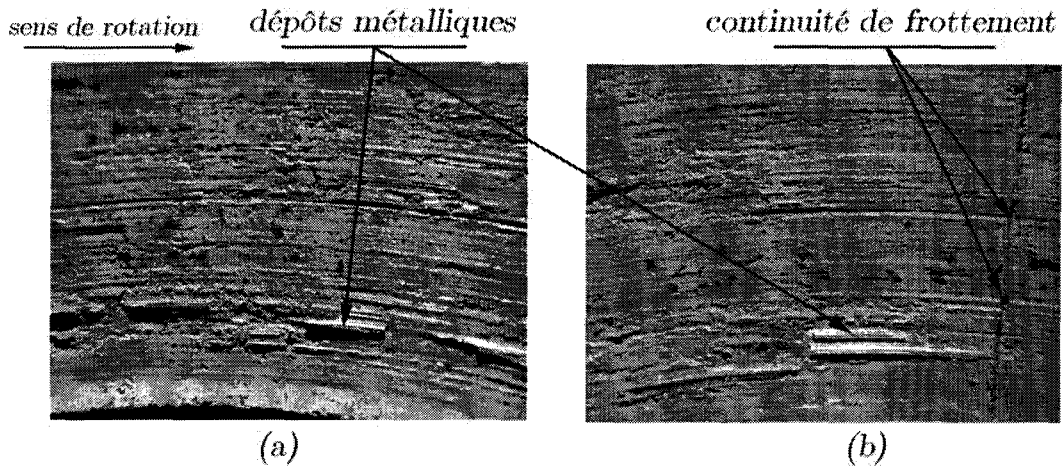 sens de rotation
dépôts métalliques
continuité de frottement
(a)
(b)